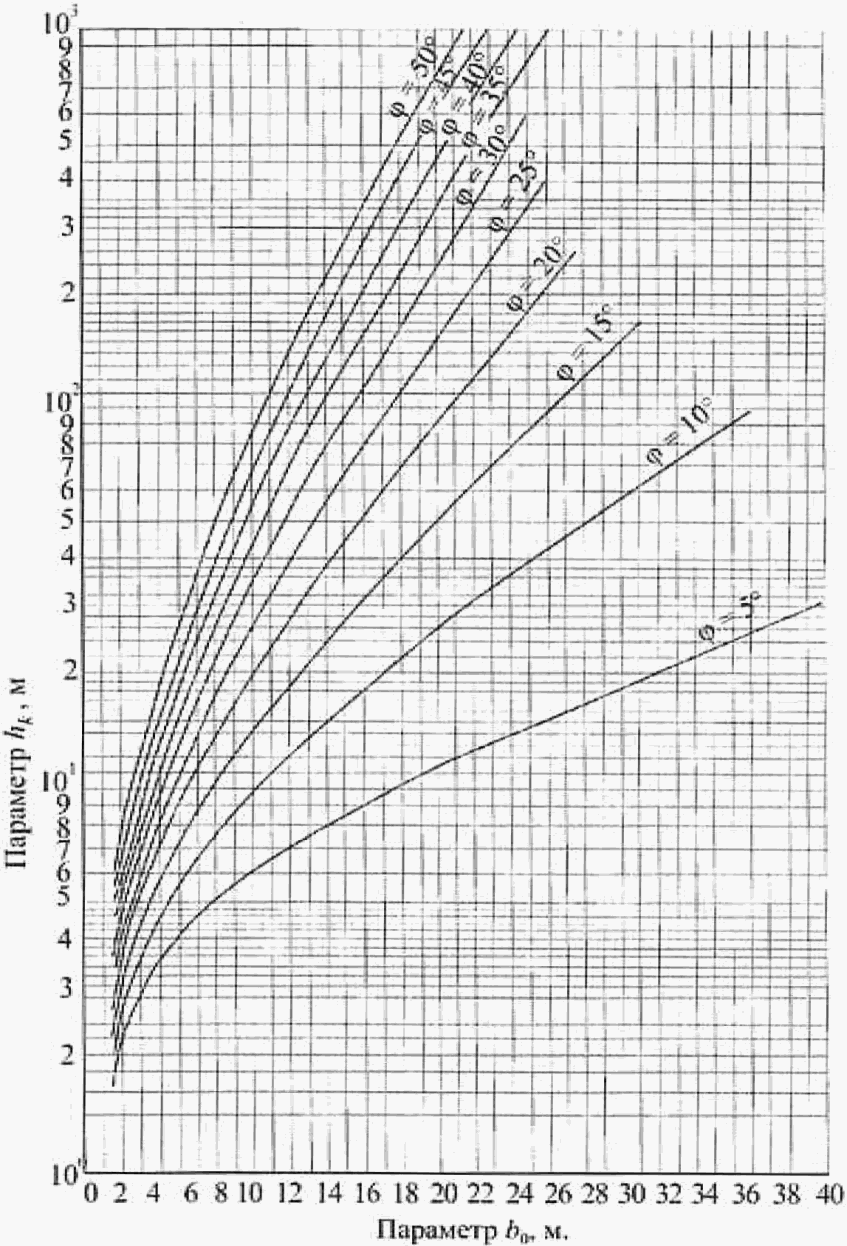 10³
9
8
7
6
5
4
3
2
10²
9
8
7
6
5
4
3
2
10¹
9
8
7
6
5
4
3
2
10⁰
Параметр hₖ, м
φ = 50°
φ = 45°
φ = 40°
φ = 35°
φ = 30°
φ = 25°
φ = 20°
φ = 15°
φ = 10°
φ = 5°
0 2 4 6 8 10 12 14 16 18 20 22 24 26 28 30 32 34 36 38 40
Параметр b₀, м.